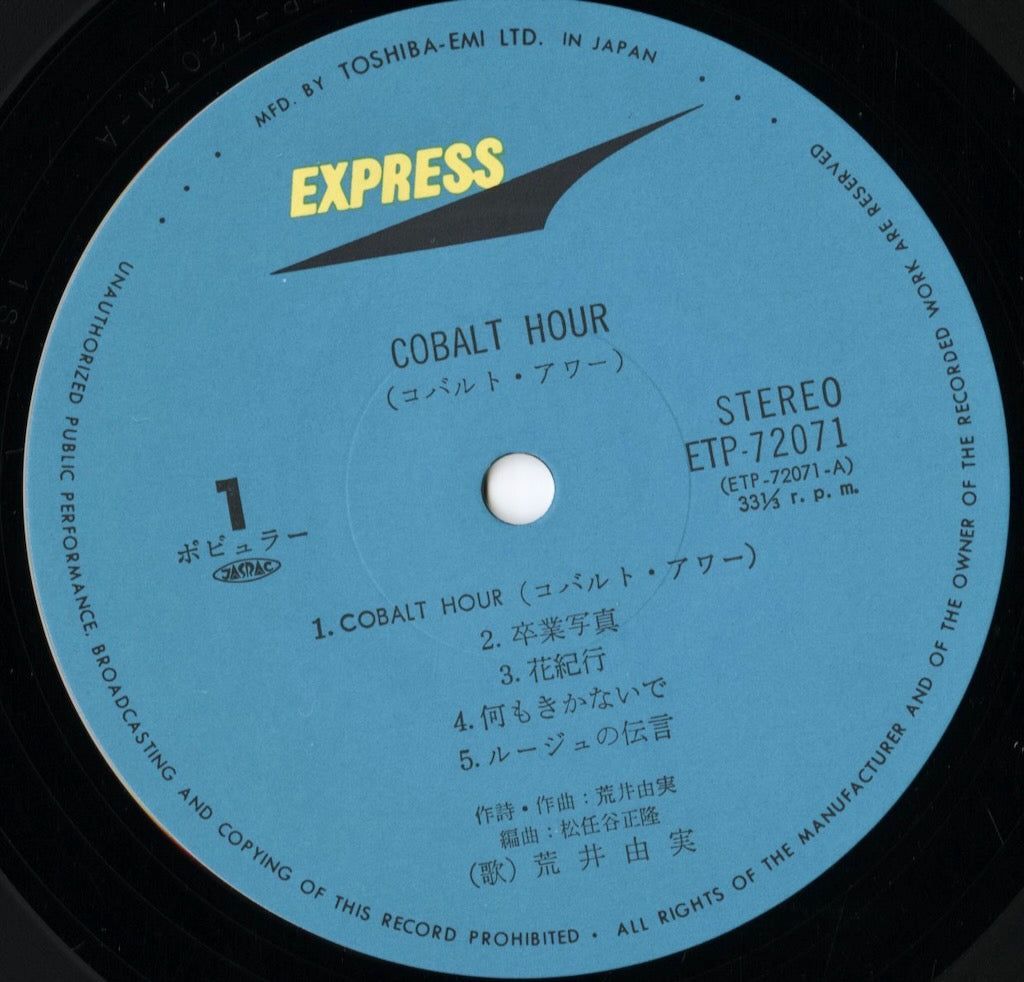 MFD. BY TOSHIBA-EMI LTD. IN JAPAN
EXPRESS
COBALT HOUR
(コバルト・アワー)
STEREO
ETP-72071
(ETP-72071-A)
33⅓ r. p. m.
1
ポピュラー
JASRAC
1. COBALT HOUR (コバルト・アワー)
2. 卒業写真
3. 花紀行
4. 何もきかないで
5. ルージュの伝言
作詩・作曲：荒井由実
編曲：松任谷正隆
(歌) 荒井由実
UNAUTHORIZED PUBLIC PERFORMANCE, BROADCASTING AND COPYING OF THIS RECORD PROHIBITED · ALL RIGHTS OF THE MANUFACTURER AND OF THE OWNER OF THE RECORDED WORK ARE RESERVED